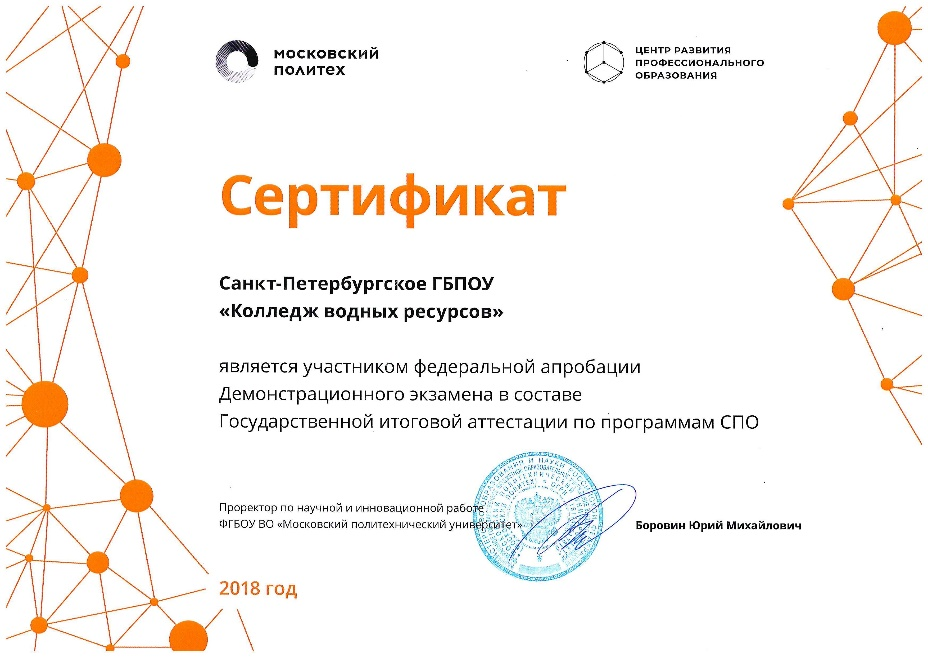 МОСКОВСКИЙ
ПОЛИТЕХ
ЦЕНТР РАЗВИТИЯ
ПРОФЕССИОНАЛЬНОГО
ОБРАЗОВАНИЯ
Сертификат
Санкт-Петербургское ГБПОУ
«Колледж водных ресурсов»
является участником федеральной апробации
Демонстрационного экзамена в составе
Государственной итоговой аттестации по программам СПО
Проректор по научной и инновационной работе
ФГБОУ ВО «Московский политехнический университет»
Боровин Юрий Михайлович
2018 год